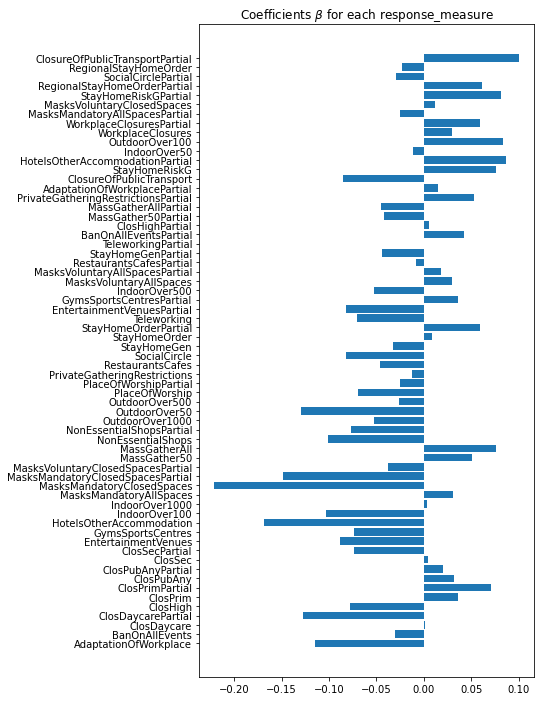 Coefficients β for each response_measure
ClosureOfPublicTransportPartial
RegionalStayHomeOrder
SocialCirclePartial
RegionalStayHomeOrderPartial
StayHomeRiskGPartial
MasksVoluntaryClosedSpaces
MasksMandatoryAllSpacesPartial
WorkplaceClosuresPartial
WorkplaceClosures
OutdoorOver100
IndoorOver50
HotelsOtherAccommodationPartial
StayHomeRiskG
ClosureOfPublicTransport
AdaptationOfWorkplacePartial
PrivateGatheringRestrictionsPartial
MassGatherAllPartial
MassGather50Partial
ClosHighPartial
BanOnAllEventsPartial
TeleworkingPartial
StayHomeGenPartial
RestaurantsCafesPartial
MasksVoluntaryAllSpacesPartial
MasksVoluntaryAllSpaces
IndoorOver500
GymsSportsCentresPartial
EntertainmentVenuesPartial
Teleworking
StayHomeOrderPartial
StayHomeOrder
StayHomeGen
SocialCircle
RestaurantsCafes
PrivateGatheringRestrictions
PlaceOfWorshipPartial
PlaceOfWorship
OutdoorOver500
OutdoorOver50
OutdoorOver1000
NonEssentialShopsPartial
NonEssentialShops
MassGatherAll
MassGather50
MasksVoluntaryClosedSpacesPartial
MasksMandatoryClosedSpacesPartial
MasksMandatoryClosedSpaces
MasksMandatoryAllSpaces
IndoorOver1000
IndoorOver100
HotelsOtherAccommodation
GymsSportsCentres
EntertainmentVenues
ClosSecPartial
ClosSec
ClosPubAnyPartial
ClosPubAny
ClosPrimPartial
ClosPrim
ClosHigh
ClosDaycarePartial
ClosDaycare
BanOnAllEvents
AdaptationOfWorkplace
−0.20 −0.15 −0.10 −0.05 0.00 0.05 0.10